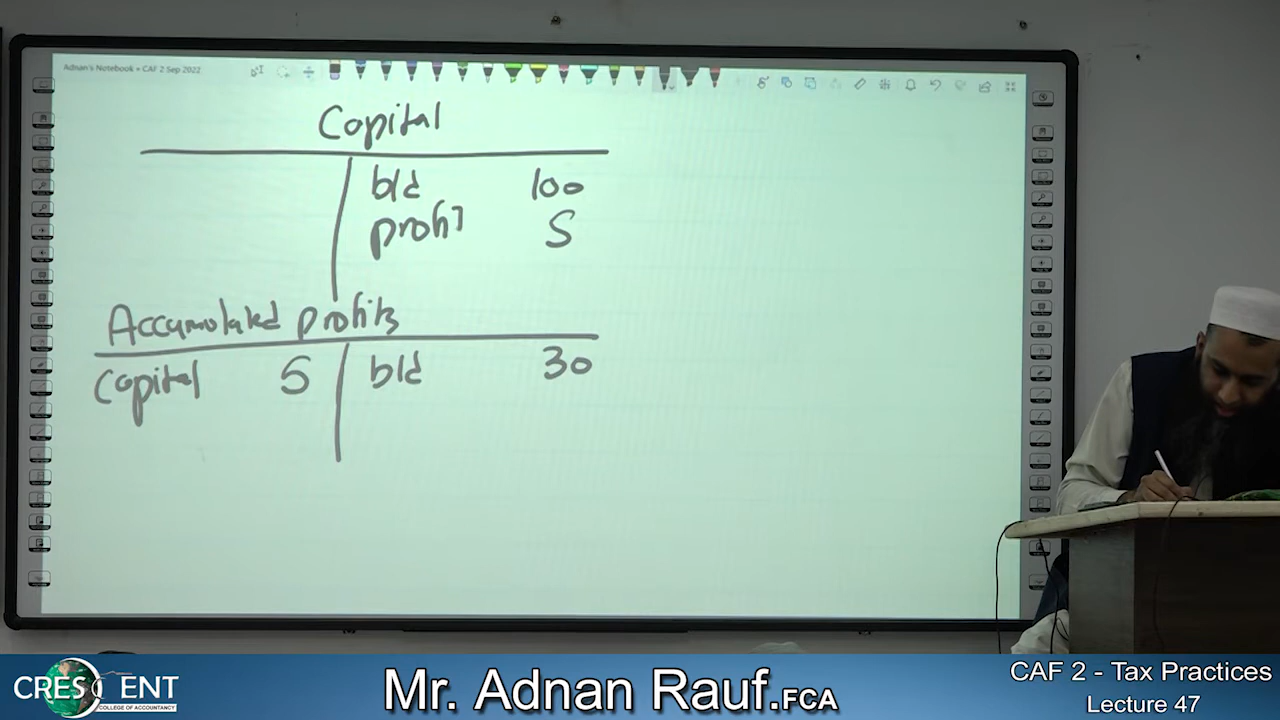 Adnan's Notebook » CAF 2 Sep 2022
Capital
b/d 100
profit 5
Accumulated profits
Capital 5 b/d 30
CRESCENT
COLLEGE OF ACCOUNTANCY
Mr. Adnan Rauf.FCA
CAF 2 - Tax Practices
Lecture 47